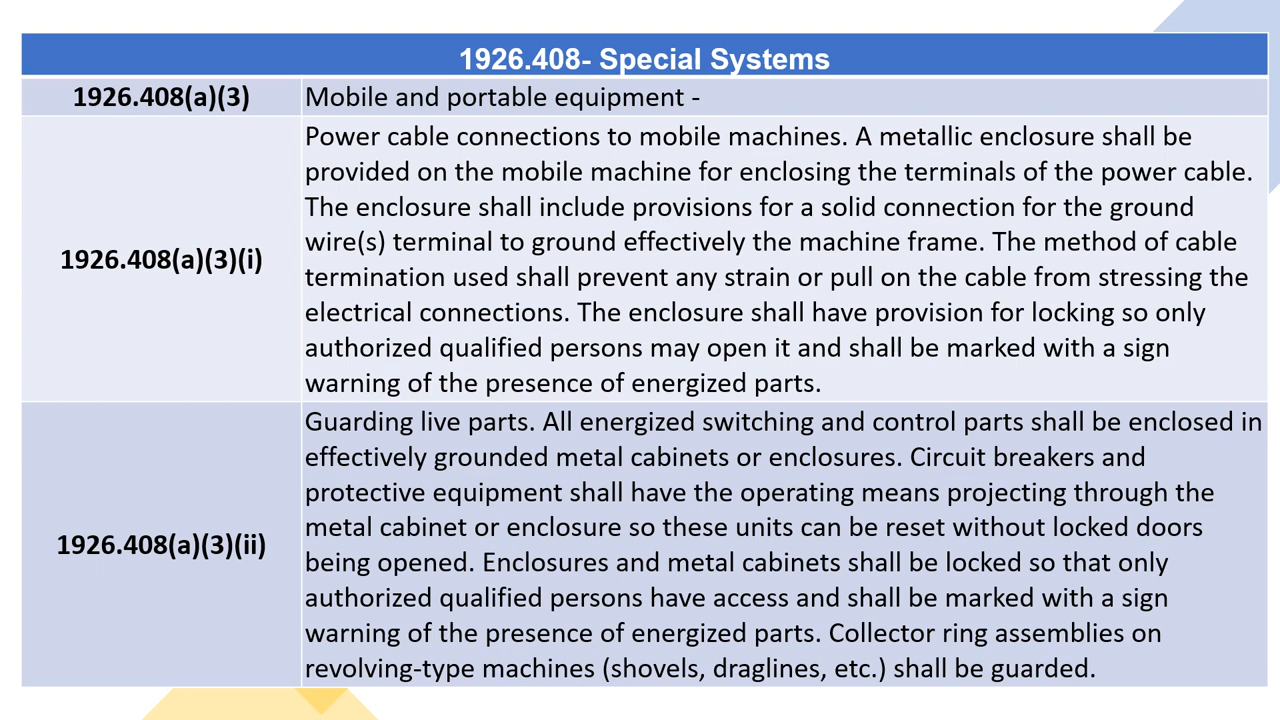 1926.408- Special Systems
1926.408(a)(3)
Mobile and portable equipment -
1926.408(a)(3)(i)
Power cable connections to mobile machines. A metallic enclosure shall be
provided on the mobile machine for enclosing the terminals of the power cable.
The enclosure shall include provisions for a solid connection for the ground
wire(s) terminal to ground effectively the machine frame. The method of cable
termination used shall prevent any strain or pull on the cable from stressing the
electrical connections. The enclosure shall have provision for locking so only
authorized qualified persons may open it and shall be marked with a sign
warning of the presence of energized parts.
1926.408(a)(3)(ii)
Guarding live parts. All energized switching and control parts shall be enclosed in
effectively grounded metal cabinets or enclosures. Circuit breakers and
protective equipment shall have the operating means projecting through the
metal cabinet or enclosure so these units can be reset without locked doors
being opened. Enclosures and metal cabinets shall be locked so that only
authorized qualified persons have access and shall be marked with a sign
warning of the presence of energized parts. Collector ring assemblies on
revolving-type machines (shovels, draglines, etc.) shall be guarded.